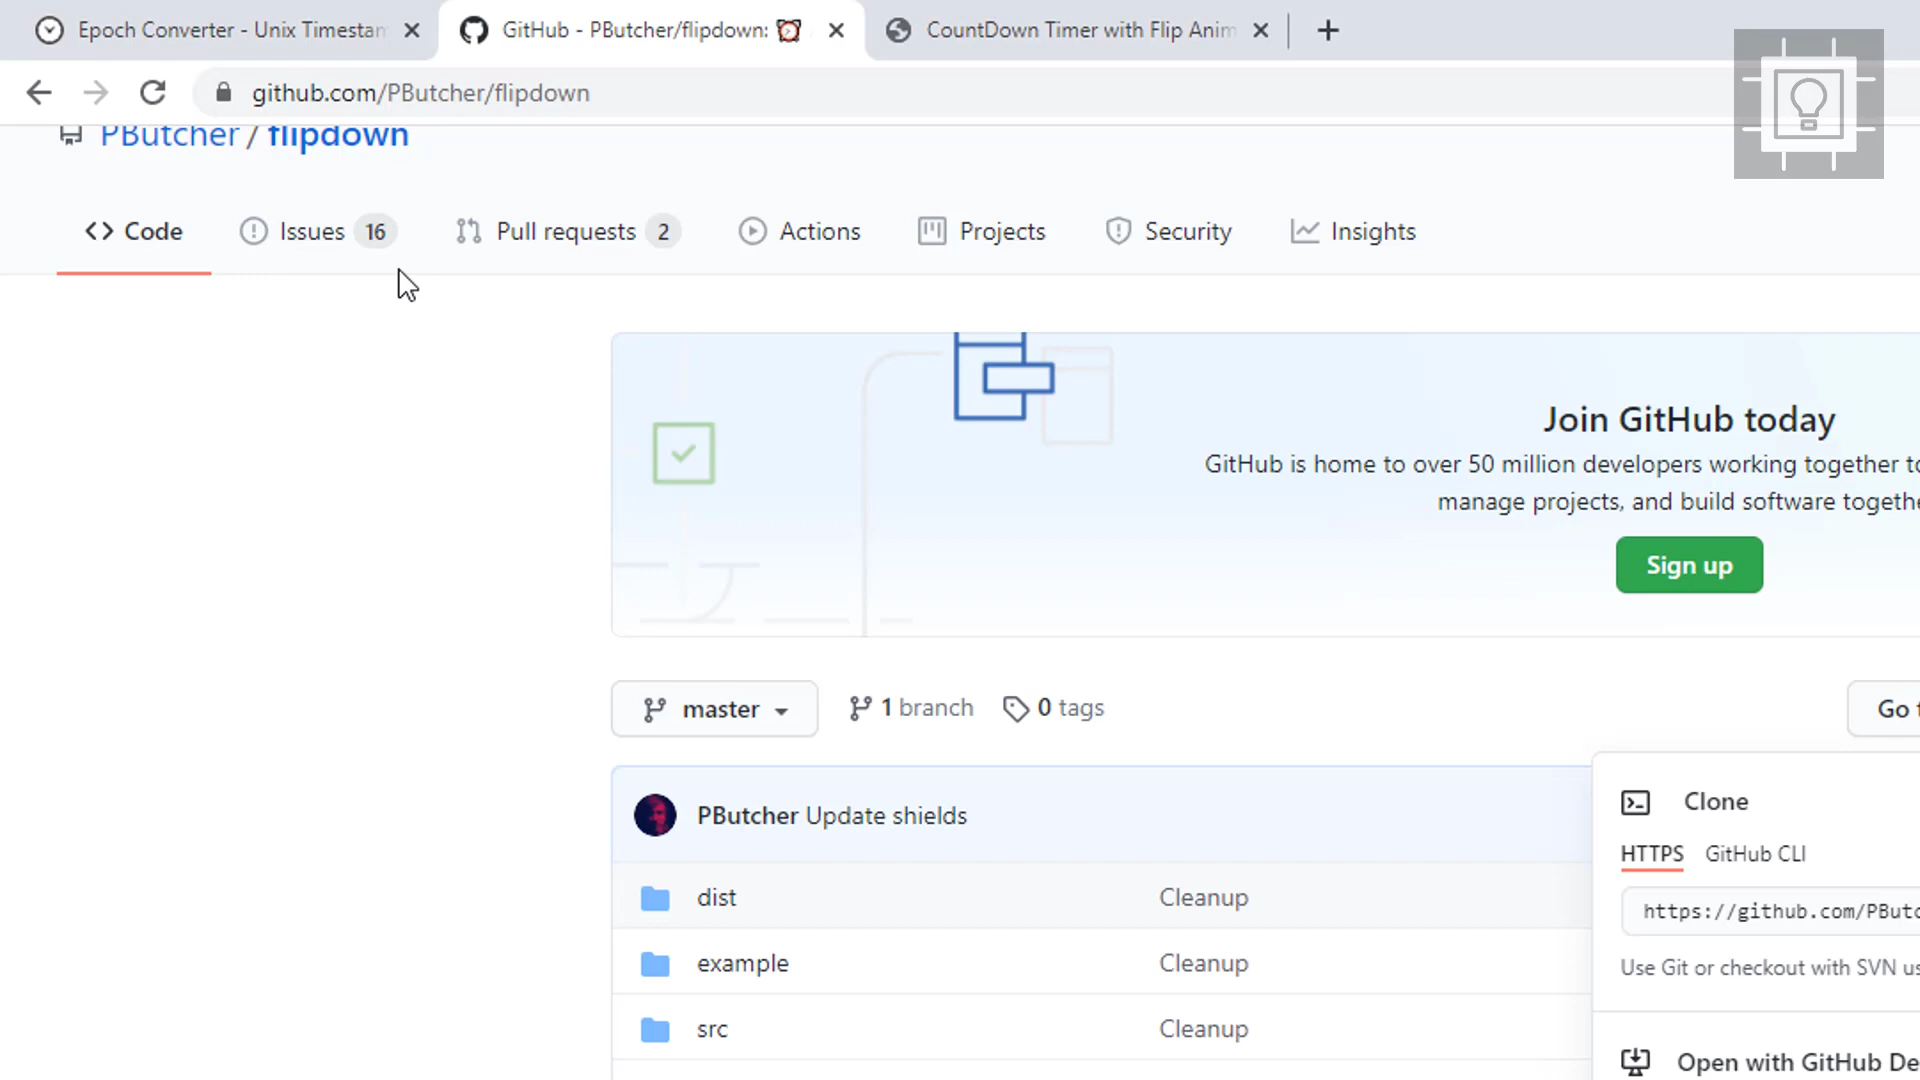 Epoch Converter - Unix Timestam
GitHub - PButcher/flipdown:
CountDown Timer with Flip Anim
github.com/PButcher/flipdown
PButcher / flipdown
Code
Issues 16
Pull requests 2
Actions
Projects
Security
Insights
Join GitHub today
GitHub is home to over 50 million developers working together to
manage projects, and build software togethe
Sign up
master
1 branch
0 tags
Go t
PButcher Update shields
dist Cleanup
example Cleanup
src Cleanup
Clone
HTTPS GitHub CLI
https://github.com/PButc
Use Git or checkout with SVN us
Open with GitHub De